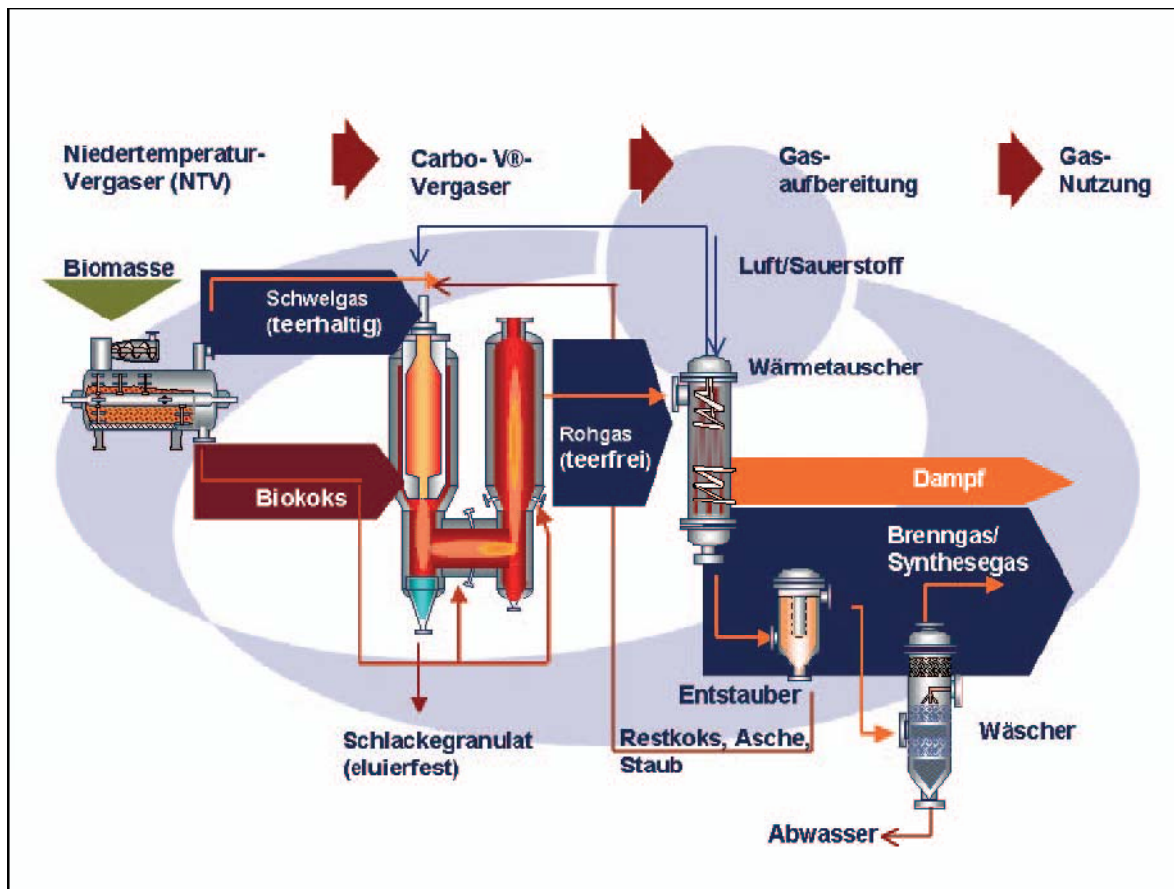 Niedertemperatur-
Vergaser (NTV)
Carbo- V®-
Vergaser
Gas-
aufbereitung
Gas-
Nutzung
Biomasse
Luft/Sauerstoff
Schwelgas
(teerhaltig)
Wärmetauscher
Rohgas
(teerfrei)
Biokoks
Dampf
Brenngas/
Synthesegas
Entstauber
Schlackegranulat
(eluierfest)
Restkoks, Asche,
Staub
Wäscher
Abwasser